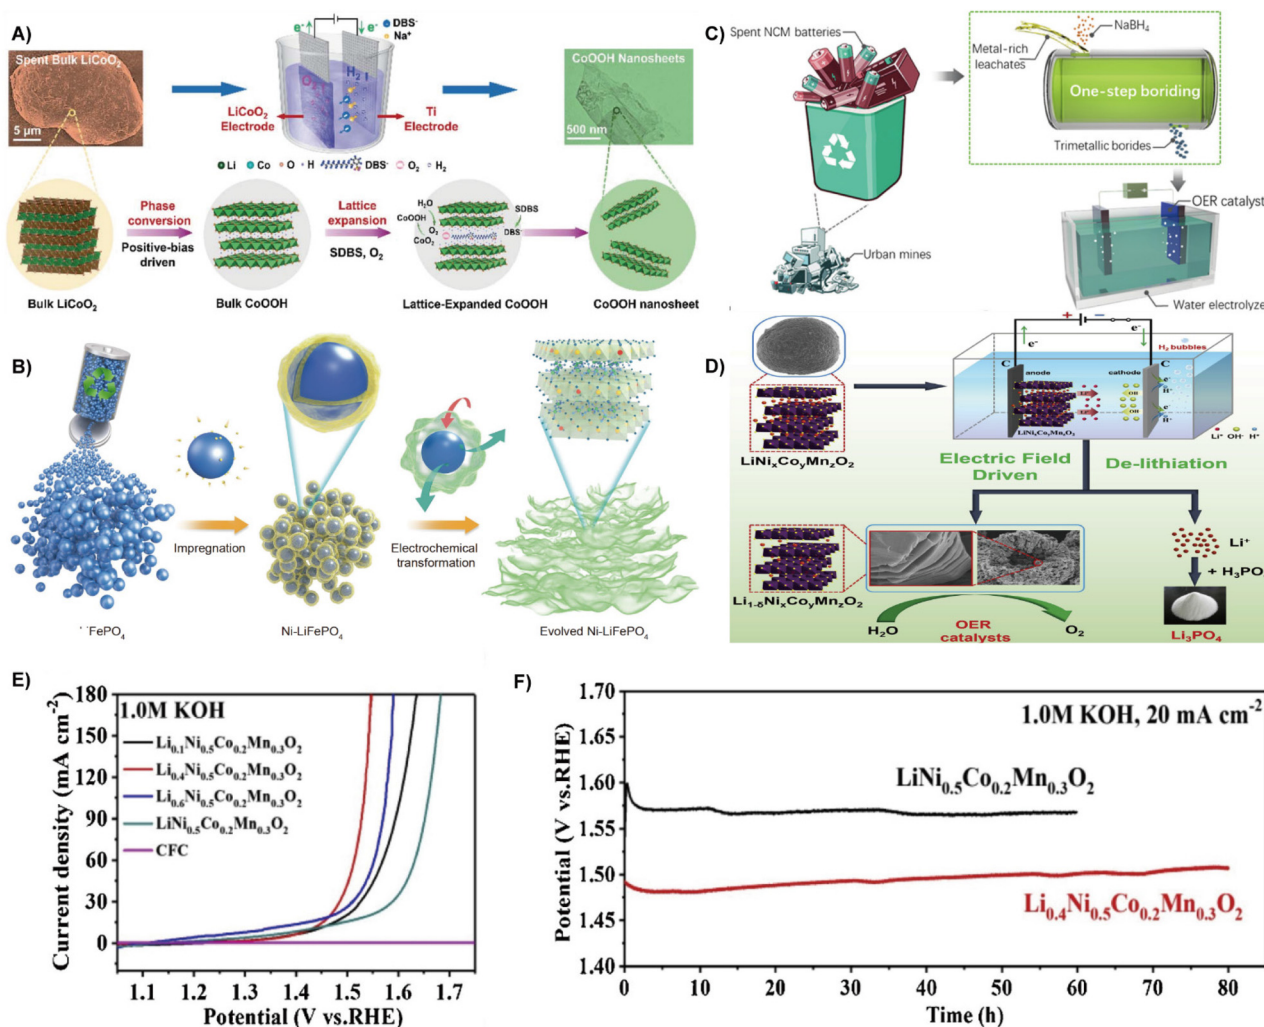 A)
Spent Bulk LiCoO₂
5 μm
e⁻
e⁻
DBS⁻
Na⁺
O₂
H₂
LiCoO₂
Electrode
Ti
Electrode
CoOOH Nanosheets
500 nm
Li Co O H DBS⁻ O₂ H₂
Phase
conversion
Positive-bias
driven
Lattice
expansion
SDBS, O₂
H₂O
CoOOH
O₂
CoO₂
SDBS
DBS⁻
Bulk LiCoO₂
Bulk CoOOH
Lattice-Expanded CoOOH
CoOOH nanosheet
B)
Impregnation
Electrochemical
transformation
FePO₄
Ni-LiFePO₄
Evolved Ni-LiFePO₄
C)
Spent NCM batteries
Urban mines
Metal-rich
leachates
NaBH₄
One-step boriding
Trimetallic borides
OER catalyst
Water electrolyze
D)
LiNiₓCoᵧMn_zO₂
+ −
e⁻
e⁻
H₂ bubbles
C
anode
cathode
C
Li⁺
Li⁺
OH⁻
OH⁻
e⁻
H⁺
e⁻
H⁺
LiNiₓCoᵧMn_zO₂
Li⁺ OH⁻ H⁺
Electric Field
Driven
De-lithiation
Li₁₋δNiₓCoᵧMn_zO₂
H₂O
OER
catalysts
O₂
Li⁺
+ H₃PO
Li₃PO₄
E)
Current density (mA cm⁻²)
180
150
120
90
60
30
0
1.0M KOH
Li₀.₁Ni₀.₅Co₀.₂Mn₀.₃O₂
Li₀.₄Ni₀.₅Co₀.₂Mn₀.₃O₂
Li₀.₆Ni₀.₅Co₀.₂Mn₀.₃O₂
LiNi₀.₅Co₀.₂Mn₀.₃O₂
CFC
1.1 1.2 1.3 1.4 1.5 1.6 1.7
Potential (V vs.RHE)
F)
Potential (V vs.RHE)
1.70
1.65
1.60
1.55
1.50
1.45
1.40
1.0M KOH, 20 mA cm⁻²
LiNi₀.₅Co₀.₂Mn₀.₃O₂
Li₀.₄Ni₀.₅Co₀.₂Mn₀.₃O₂
0 10 20 30 40 50 60 70 80
Time (h)